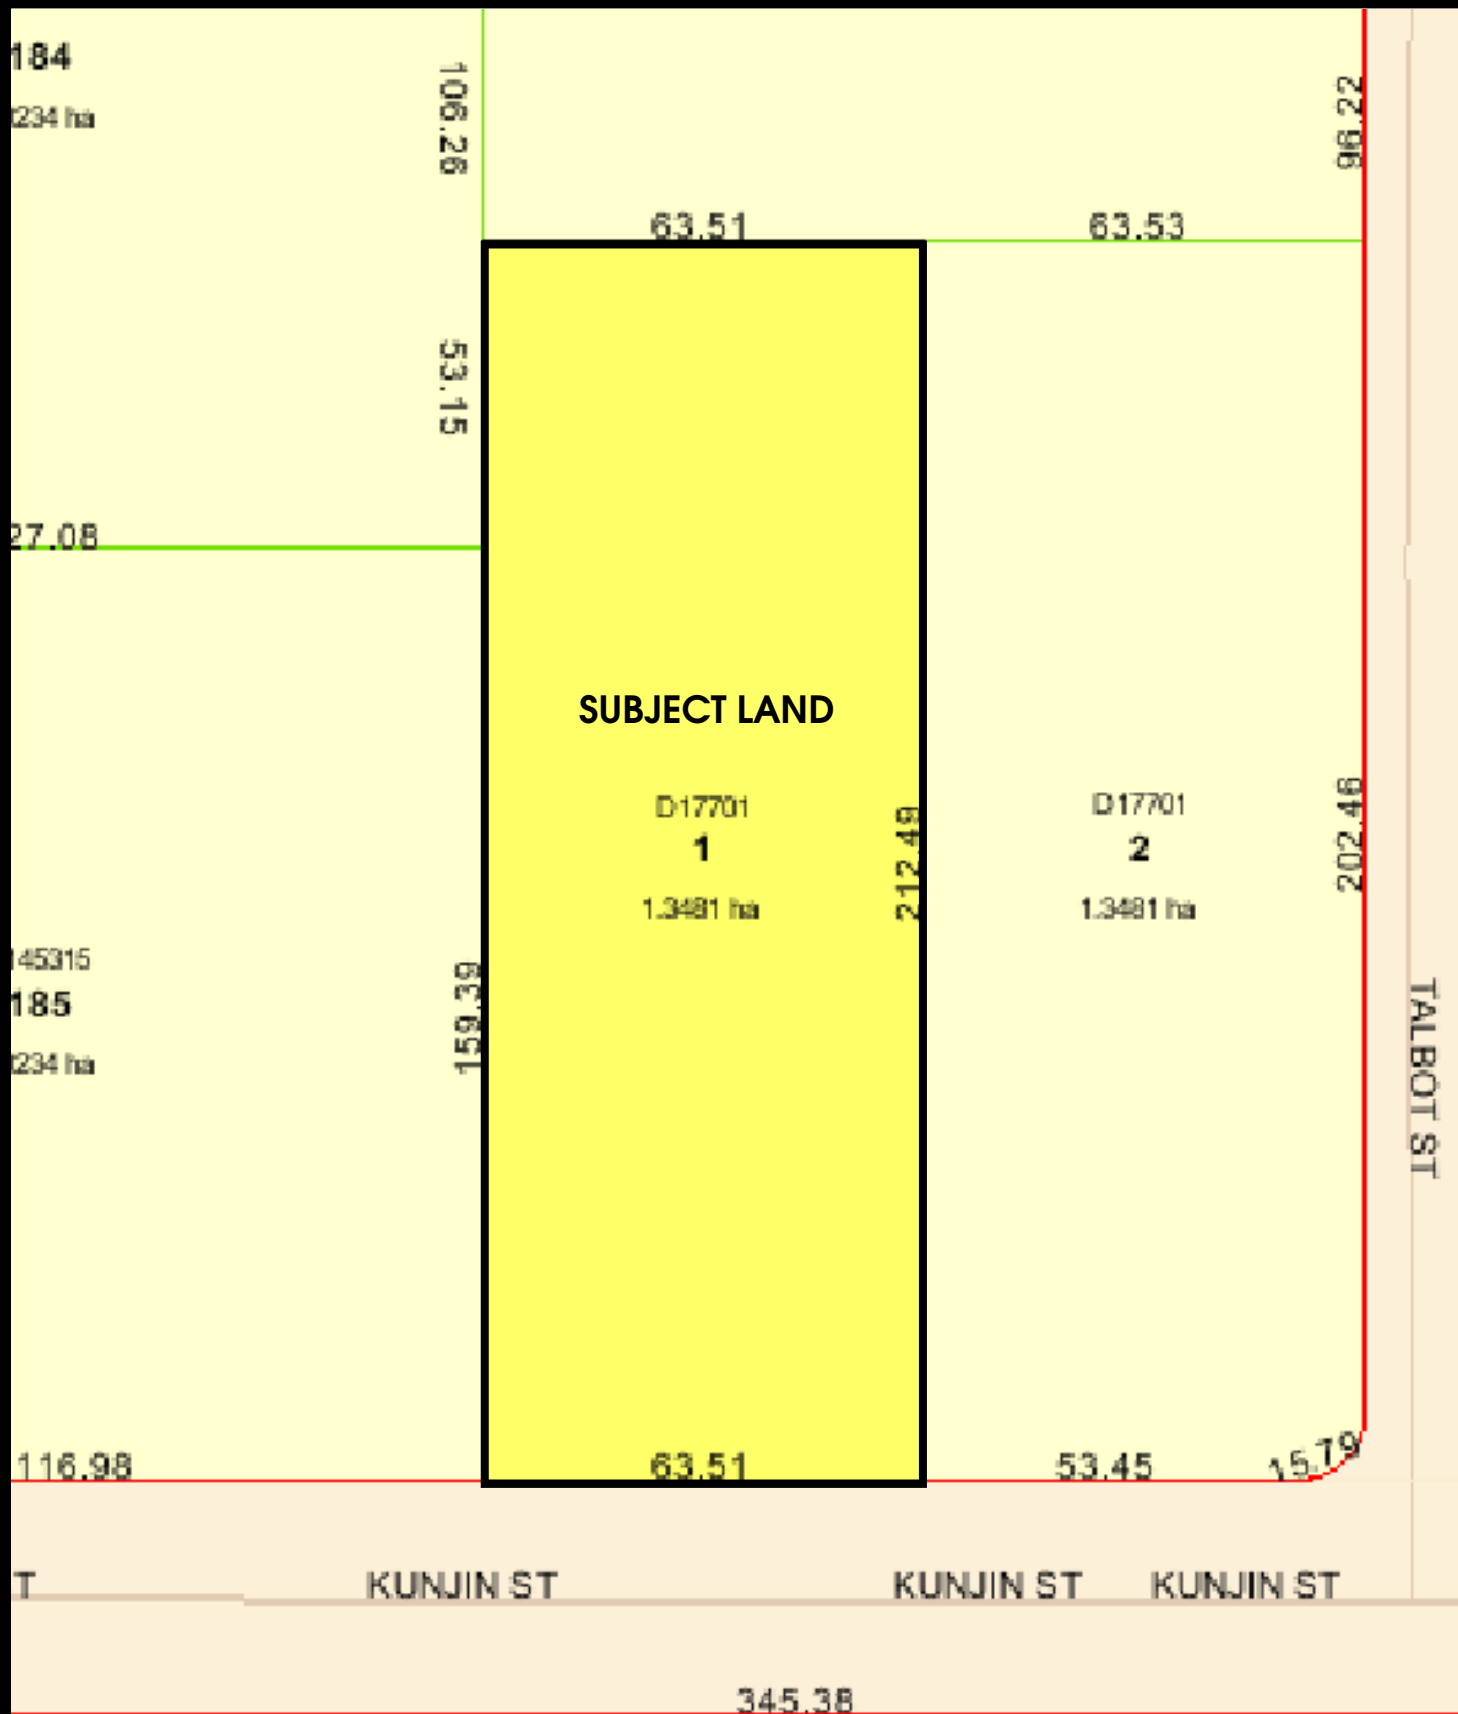 184
234 ha
106.26
96.22
63.51
63.53
53.15
27.08
SUBJECT LAND
D17701
1
1.3481 ha
212.49
D17701
2
1.3481 ha
202.46
145315
185
234 ha
159.39
TALBOT ST
116.98
63.51
53.45
15.79
T
KUNJIN ST
KUNJIN ST
KUNJIN ST
345.38